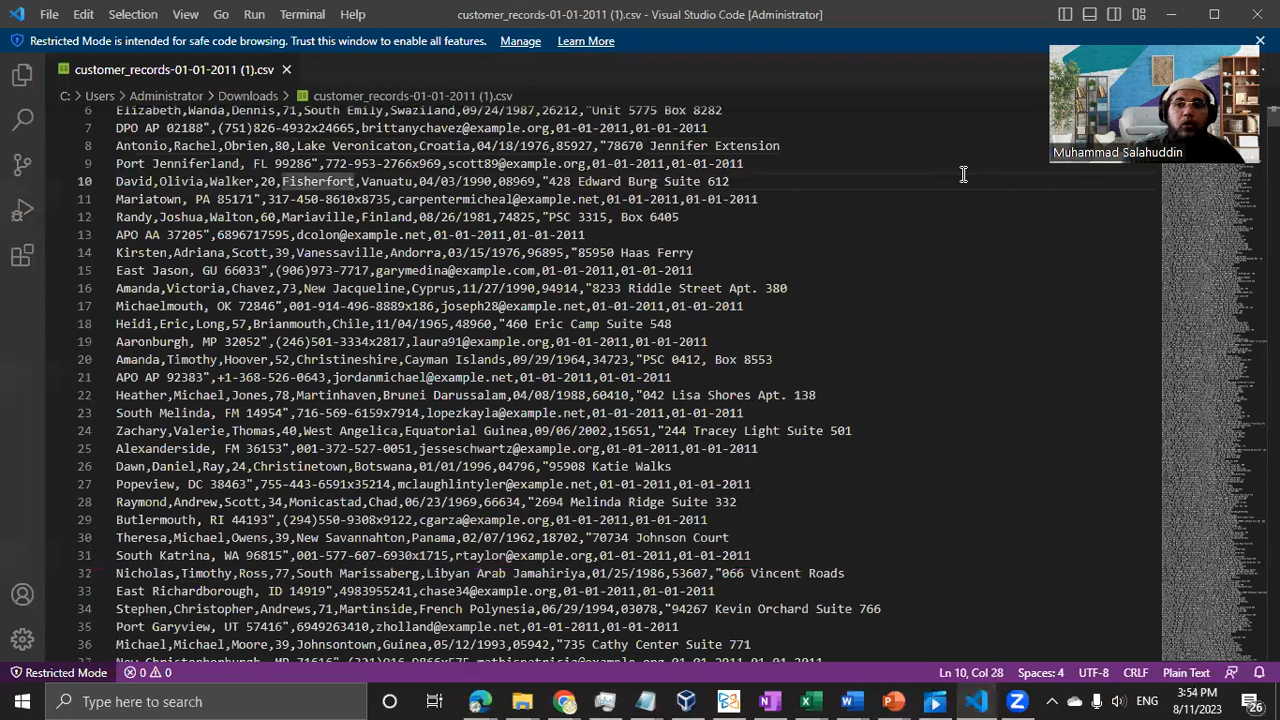 File Edit Selection View Go Run Terminal Help
customer_records-01-01-2011 (1).csv - Visual Studio Code [Administrator]
Restricted Mode is intended for safe code browsing. Trust this window to enable all features. Manage Learn More
customer_records-01-01-2011 (1).csv
C: > Users > Administrator > Downloads > customer_records-01-01-2011 (1).csv
6 Elizabeth,Wanda,Dennis,71,South Emily,Swaziland,09/24/1987,26212,"Unit 5775 Box 8282
7 DPO AP 02188",(751)826-4932x24665,brittanychavez@example.org,01-01-2011,01-01-2011
8 Antonio,Rachel,Obrien,80,Lake Veronicaton,Croatia,04/18/1976,85927,"78670 Jennifer Extension
9 Port Jenniferland, FL 99286",772-953-2766x969,scott89@example.org,01-01-2011,01-01-2011
10 David,Olivia,Walker,20,Fisherfort,Vanuatu,04/03/1990,08969,"428 Edward Burg Suite 612
11 Mariatown, PA 85171",317-450-8610x8735,carpentermicheal@example.org,01-01-2011,01-01-2011
12 Randy,Joshua,Walton,60,Mariaville,Finland,08/26/1981,74825,"PSC 3315, Box 6405
13 APO AA 37205",6896717595,dcolon@example.net,01-01-2011,01-01-2011
14 Kirsten,Adriana,Scott,39,Vanessaville,Andorra,03/15/1976,96895,"85950 Haas Ferry
15 East Jason, GU 66033",(906)973-7717,garymedina@example.com,01-01-2011,01-01-2011
16 Amanda,Victoria,Chavez,73,New Jacqueline,Cyprus,11/27/1990,94914,"8233 Riddle Street Apt. 380
17 Michaelmouth, OK 72846",001-914-496-8889x186,joseph28@example.net,01-01-2011,01-01-2011
18 Heidi,Eric,Long,57,Brianmouth,Chile,11/04/1965,48960,"460 Eric Camp Suite 548
19 Aaronburgh, MP 32052",(246)501-3334x2817,laura91@example.org,01-01-2011,01-01-2011
20 Amanda,Timothy,Hoover,52,Christineshire,Cayman Islands,09/29/1964,34723,"PSC 0412, Box 8553
21 APO AP 92383",+1-368-526-0643,jordanmichael@example.net,01-01-2011,01-01-2011
22 Heather,Michael,Jones,78,Martinhaven,Brunei Darussalam,04/08/1988,60410,"042 Lisa Shores Apt. 138
23 South Melinda, FM 14954",716-569-6159x7914,lopezkayla@example.net,01-01-2011,01-01-2011
24 Zachary,Valerie,Thomas,40,West Angelica,Equatorial Guinea,09/06/2002,15651,"244 Tracey Light Suite 501
25 Alexanderside, FM 36153",001-372-527-0051,jesseschwartz@example.net,01-01-2011,01-01-2011
26 Dawn,Daniel,Ray,24,Christinetown,Botswana,01/01/1996,04796,"95908 Katie Walks
27 Popeview, DC 38463",755-443-6591x35214,mclaughlintyler@example.net,01-01-2011,01-01-2011
28 Raymond,Andrew,Scott,34,Monicastad,Chad,06/23/1969,66634,"2694 Melinda Ridge Suite 332
29 Butlermouth, RI 44193",(294)550-9308x9122,cgarza@example.org,01-01-2011,01-01-2011
30 Theresa,Michael,Owens,39,New Savannahton,Panama,02/07/1962,18702,"70734 Johnson Court
31 South Katrina, WA 96815",001-577-607-6930x1715,rtaylor@example.org,01-01-2011,01-01-2011
32 Nicholas,Timothy,Ross,77,South Marissaberg,Libyan Arab Jamahiriya,01/25/1986,53607,"066 Vincent Roads
33 East Richardborough, ID 14919",4983955241,chase34@example.org,01-01-2011,01-01-2011
34 Stephen,Christopher,Andrews,71,Martinside,French Polynesia,06/29/1994,03078,"94267 Kevin Orchard Suite 766
35 Port Garyview, UT 57416",6949263410,zholland@example.net,01-01-2011,01-01-2011
36 Michael,Michael,Moore,39,Johntown,Guinea,05/12/1993,05942,"735 Cathy Center Suite 771
Muhammad Salahuddin
Restricted Mode 0 0 Ln 10, Col 28 Spaces: 4 UTF-8 CRLF Plain Text
Type here to search ENG 3:54 PM
8/11/2023 26